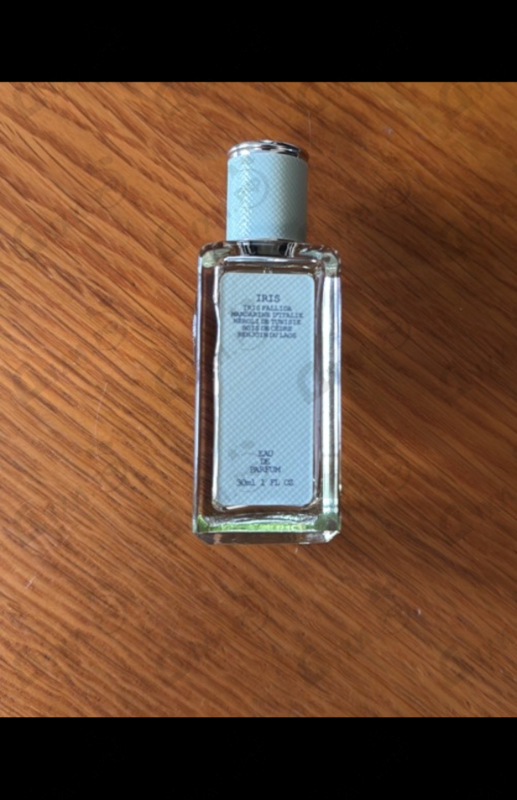 IRIS
IRIS PALLIDA
MANDARINE D'ITALIE
NÉROLI DE TUNISIE
BOIS DE CÈDRE
BENJOIN DU LAOS
EAU
DE
PARFUM
30ml 1 FL OZ